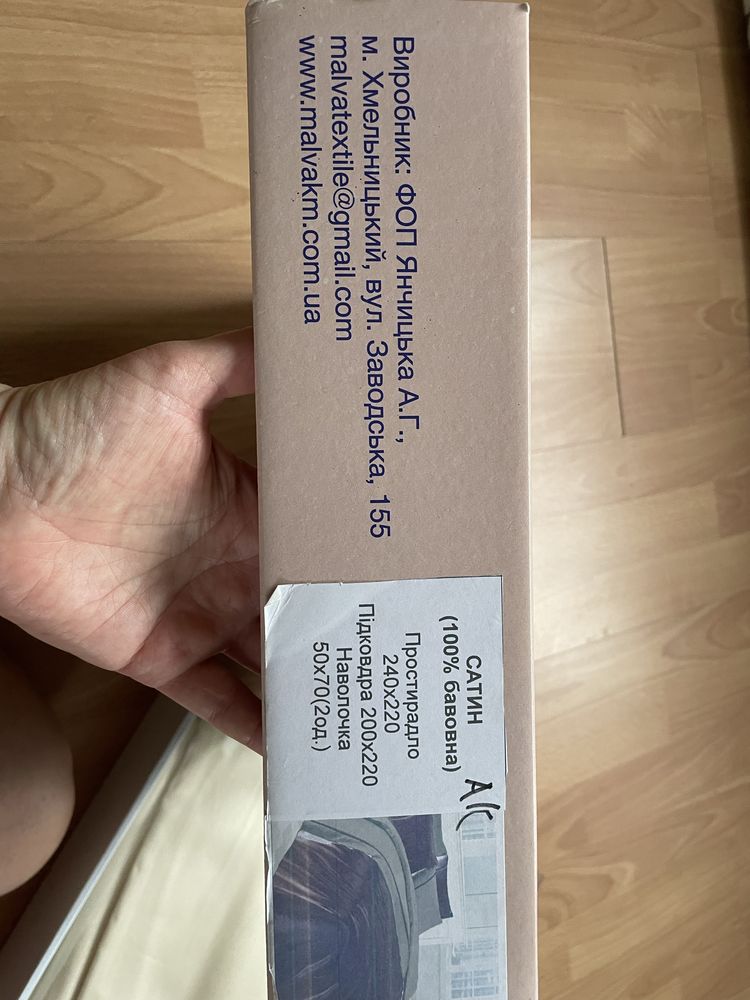 Виробник: ФОП Янчицька А.Г.,
м. Хмельницький, вул. Заводська, 155
malvatextile@gmail.com
www.malvakm.com.ua
САТИН
(100% бавовна)
Простирадло
240х220
Підковдра 200х220
Наволочка
50х70(2од.)